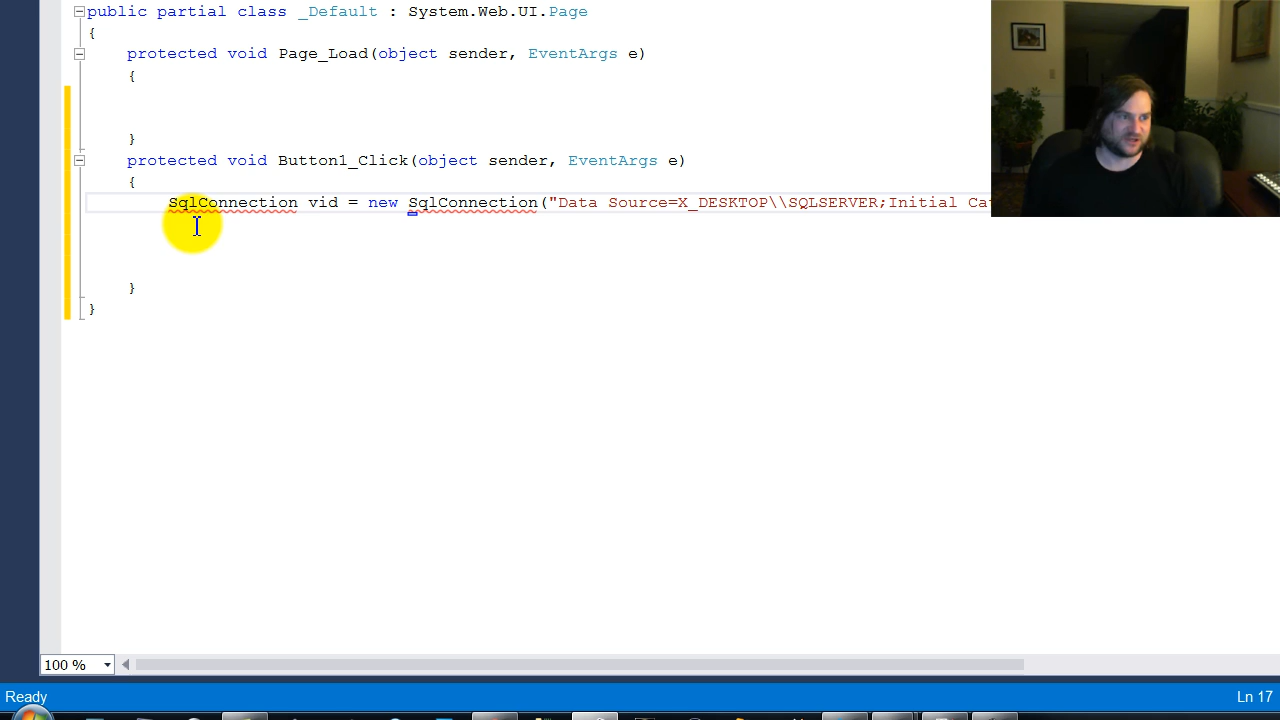 public partial class _Default : System.Web.UI.Page
{
protected void Page_Load(object sender, EventArgs e)
{
}
protected void Button1_Click(object sender, EventArgs e)
{
SqlConnection vid = new SqlConnection("Data Source=X_DESKTOP\\SQLSERVER;Initial
}
}
100 %
Ready
Ln 17